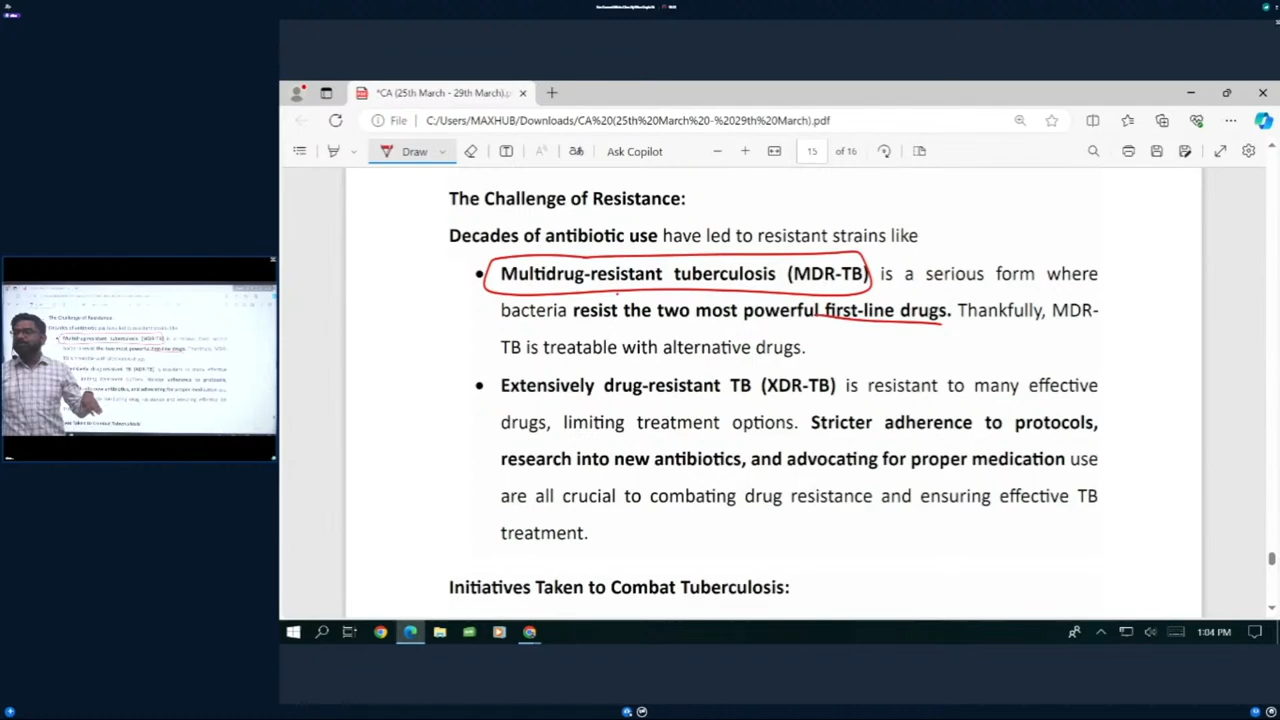 *CA (25th March - 29th March).p
File
C:/Users/MAXHUB/Downloads/CA%20(25th%20March%20-%2029th%20March).pdf
Draw
Ask Copilot
15 of 16
The Challenge of Resistance:
Decades of antibiotic use have led to resistant strains like
• Multidrug-resistant tuberculosis (MDR-TB) is a serious form where
bacteria resist the two most powerful first-line drugs. Thankfully, MDR-
TB is treatable with alternative drugs.
• Extensively drug-resistant TB (XDR-TB) is resistant to many effective
drugs, limiting treatment options. Stricter adherence to protocols,
research into new antibiotics, and advocating for proper medication use
are all crucial to combating drug resistance and ensuring effective TB
treatment.
Initiatives Taken to Combat Tuberculosis:
1:04 PM